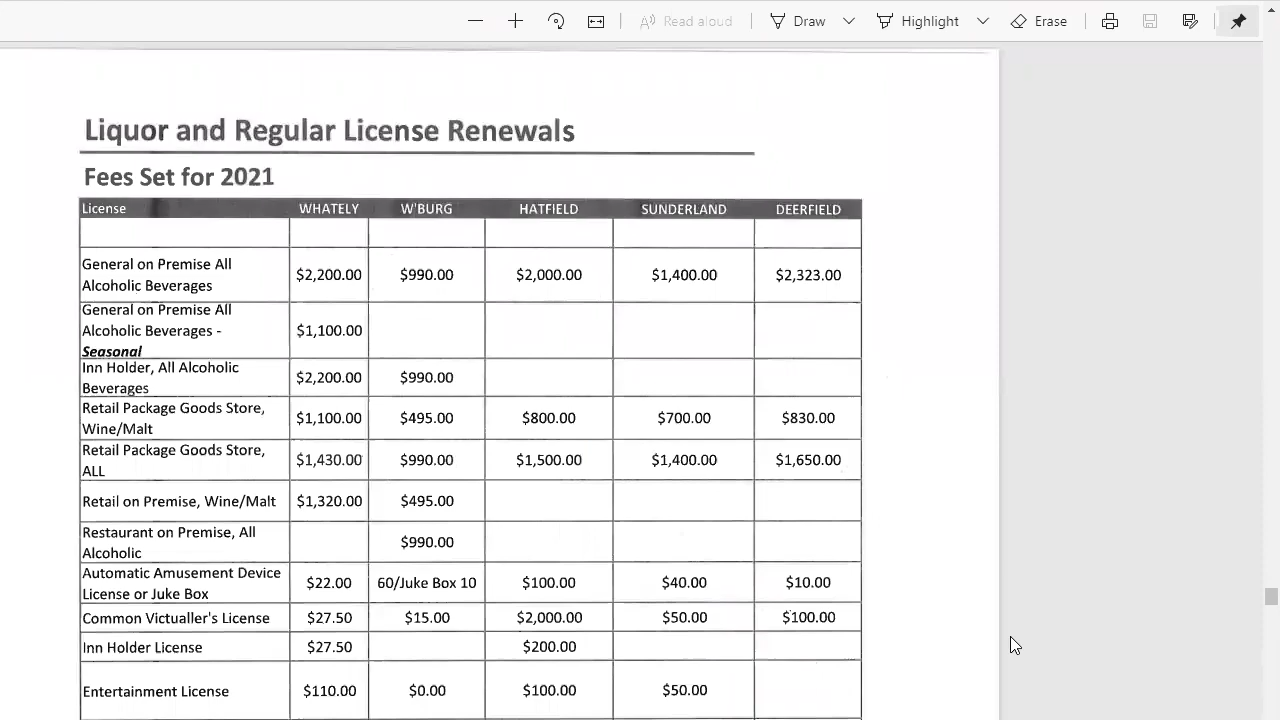 Read aloud Draw Highlight Erase
Liquor and Regular License Renewals
Fees Set for 2021
License WHATELY W'BURG HATFIELD SUNDERLAND DEERFIELD
General on Premise All
Alcoholic Beverages $2,200.00 $990.00 $2,000.00 $1,400.00 $2,323.00
General on Premise All
Alcoholic Beverages - $1,100.00
Seasonal
Inn Holder, All Alcoholic
Beverages $2,200.00 $990.00
Retail Package Goods Store,
Wine/Malt $1,100.00 $495.00 $800.00 $700.00 $830.00
Retail Package Goods Store,
ALL $1,430.00 $990.00 $1,500.00 $1,400.00 $1,650.00
Retail on Premise, Wine/Malt $1,320.00 $495.00
Restaurant on Premise, All
Alcoholic $990.00
Automatic Amusement Device
License or Juke Box $22.00 60/Juke Box 10 $100.00 $40.00 $10.00
Common Victualler's License $27.50 $15.00 $2,000.00 $50.00 $100.00
Inn Holder License $27.50 $200.00
Entertainment License $110.00 $0.00 $100.00 $50.00